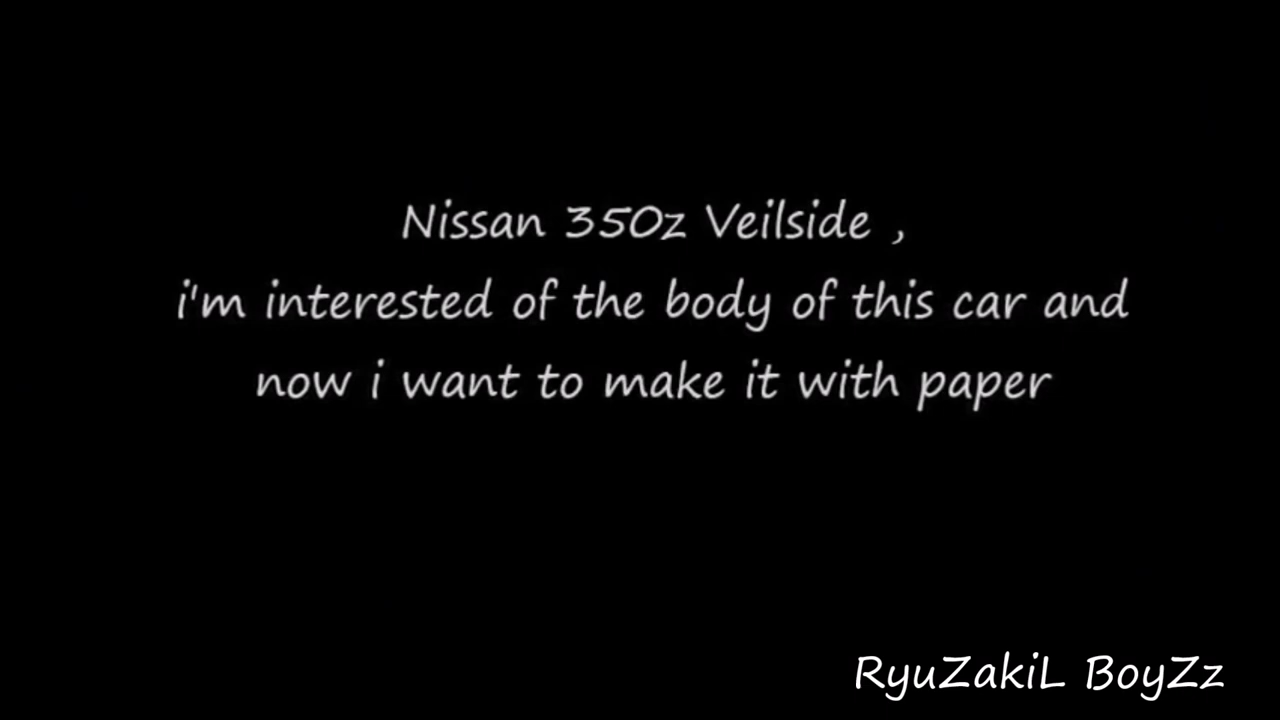 Nissan 350z Veilside ,
i'm interested of the body of this car and
now i want to make it with paper
RyuZakiL BoyZz